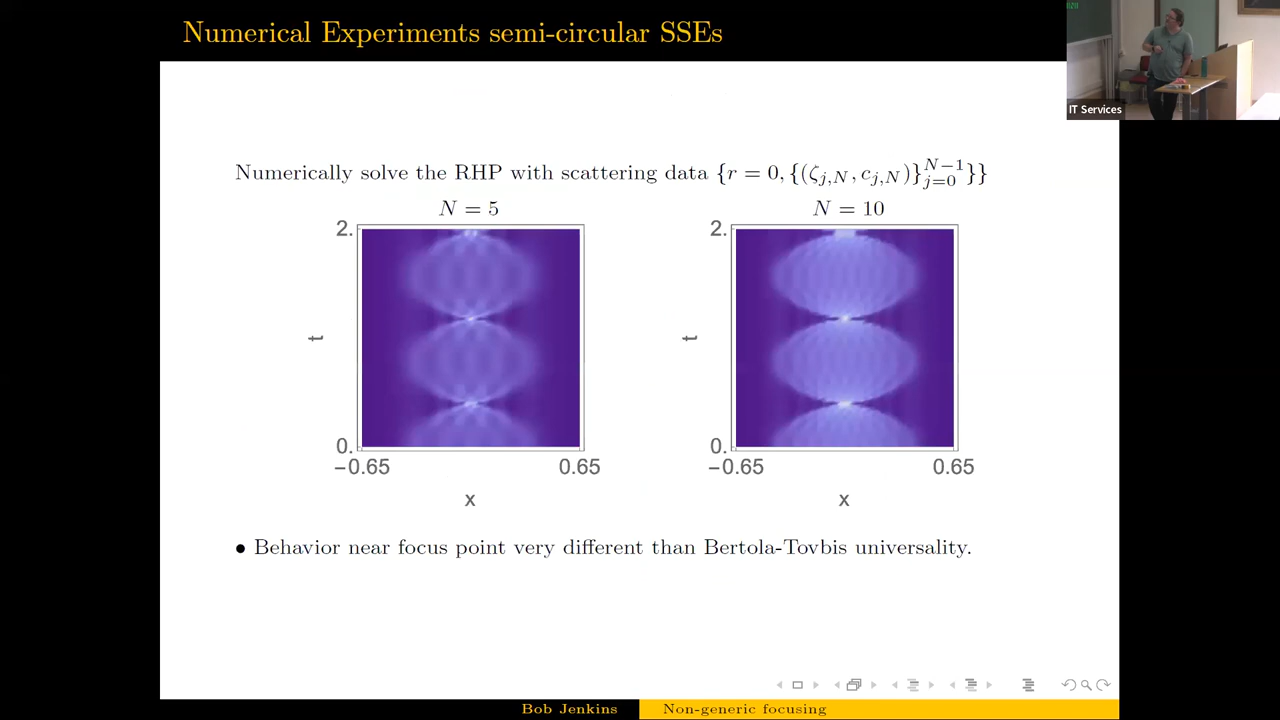 Numerical Experiments semi-circular SSEs
IT Services
Numerically solve the RHP with scattering data {r = 0, {(ζ_{j,N}, c_{j,N})}_{j=0}^{N−1}}
N = 5
N = 10
2.
2.
t
t
0.
0.
−0.65
0.65
−0.65
0.65
x
x
• Behavior near focus point very different than Bertola-Tovbis universality.
Bob Jenkins
Non-generic focusing